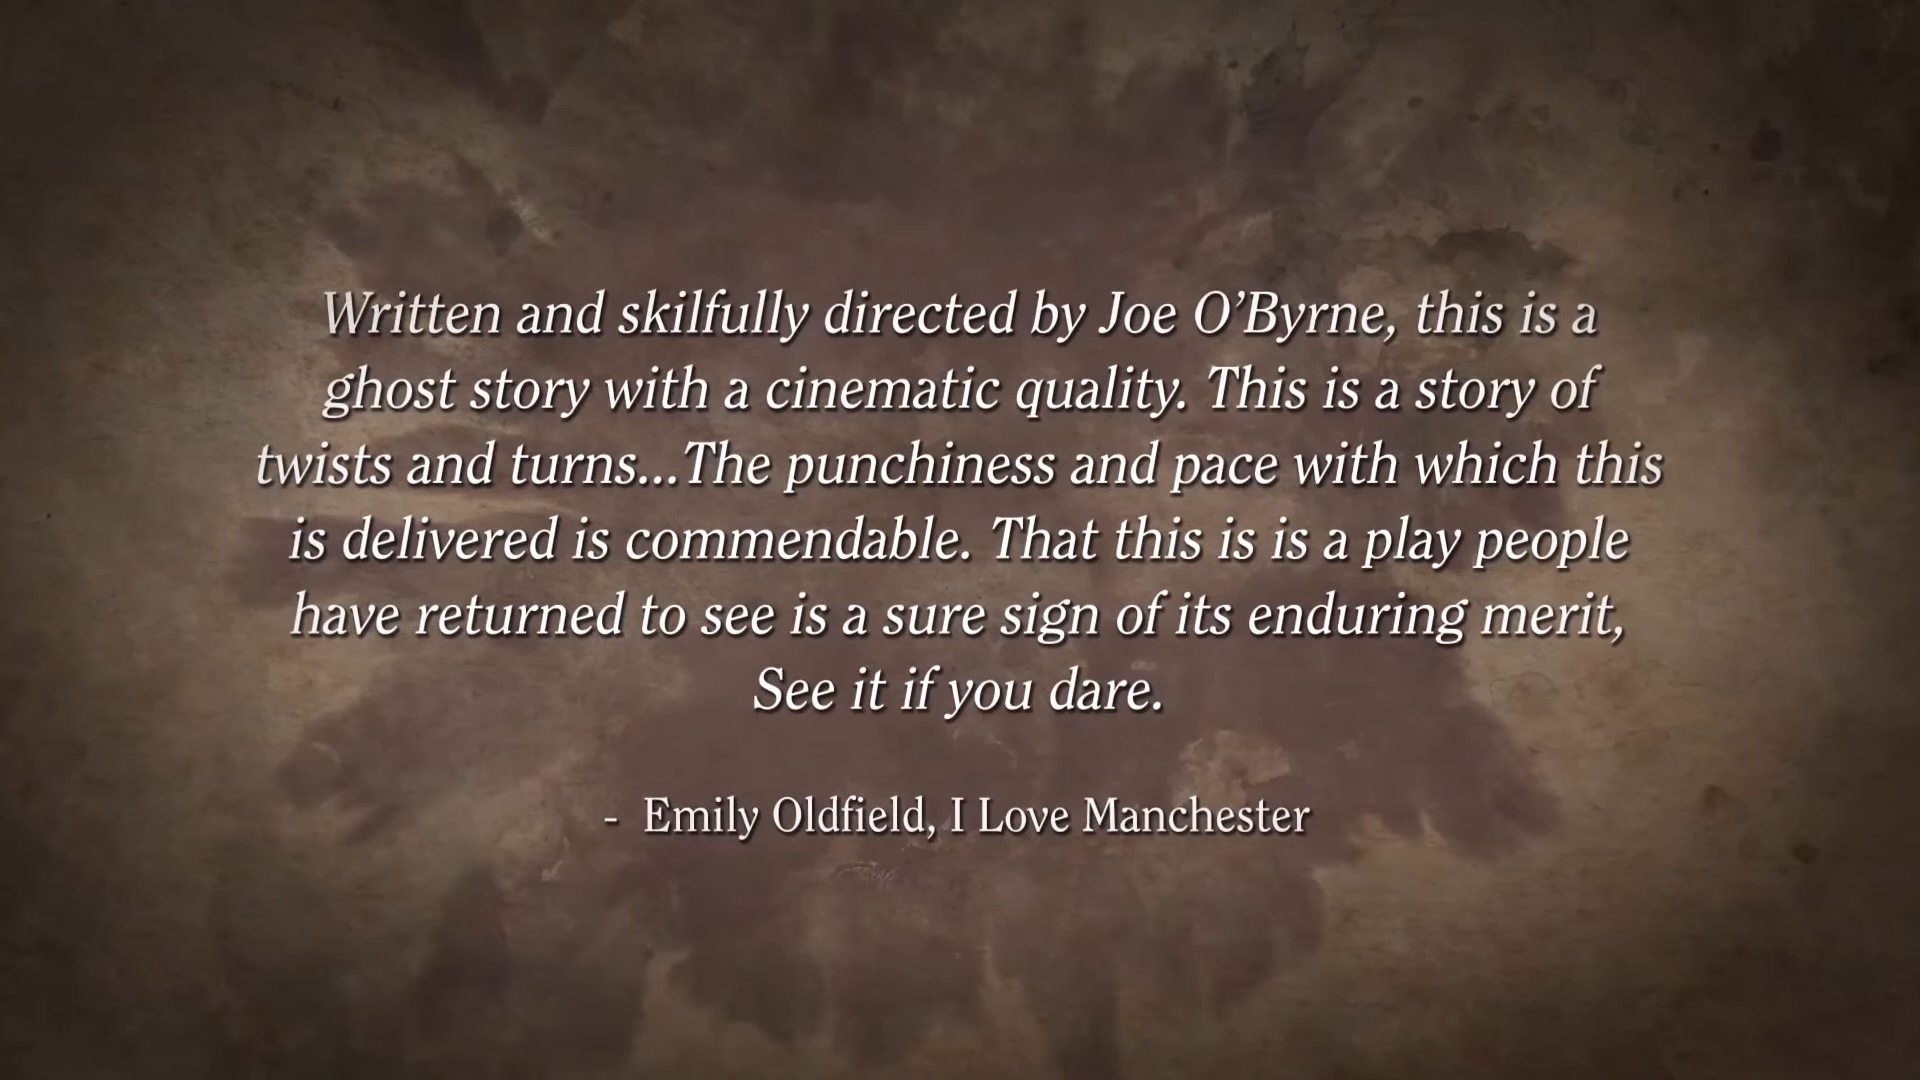 Written and skilfully directed by Joe O’Byrne, this is a
ghost story with a cinematic quality. This is a story of
twists and turns...The punchiness and pace with which this
is delivered is commendable. That this is is a play people
have returned to see is a sure sign of its enduring merit,
See it if you dare.
- Emily Oldfield, I Love Manchester